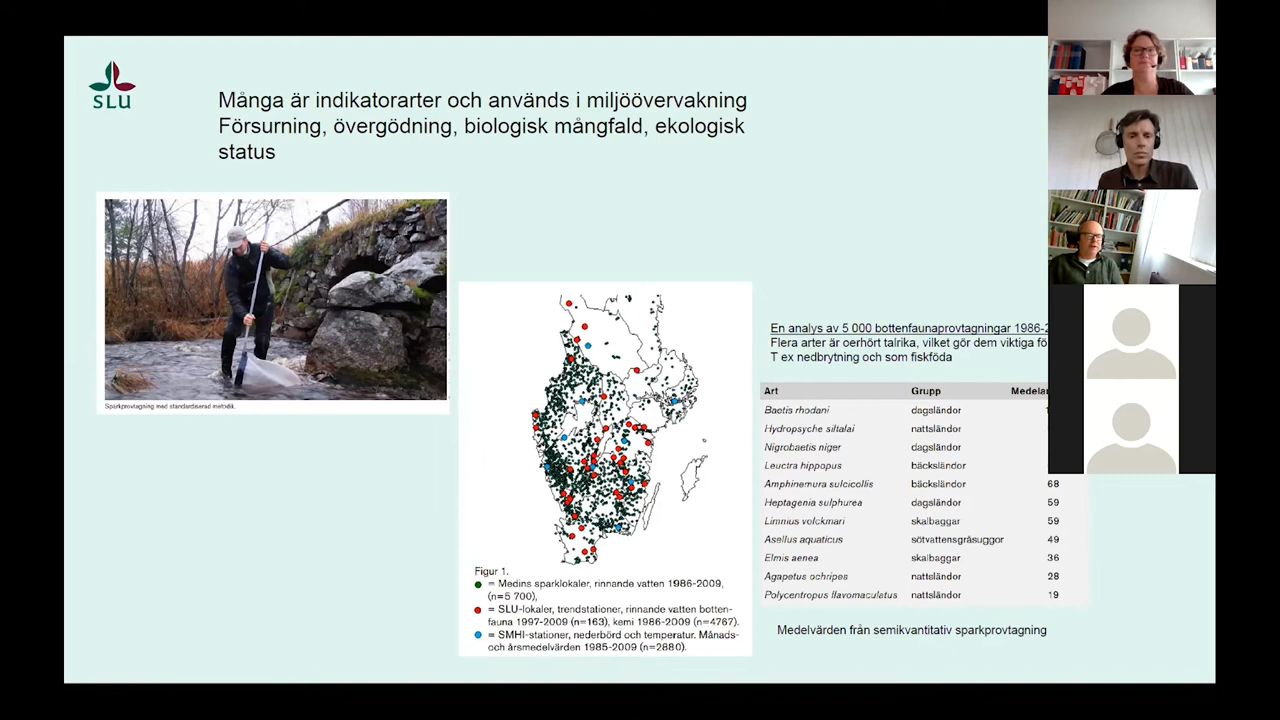 SLU
Många är indikatorarter och används i miljöövervakning
Försurning, övergödning, biologisk mångfald, ekologisk
status
Sparkprovtagning med standardiserad metodik.
Figur 1.
= Medins sparklokaler, rinnande vatten 1986-2009,
(n=5 700),
= SLU-lokaler, trendstationer, rinnande vatten botten-
fauna 1997-2009 (n=163), kemi 1986-2009 (n=4767).
= SMHI-stationer, nederbörd och temperatur. Månads-
och årsmedelvärden 1985-2009 (n=2880).
En analys av 5 000 bottenfaunaprovtagningar 1986-
Flera arter är oerhört talrika, vilket gör dem viktiga
T ex nedbrytning och som fiskföda
Art Grupp
Baetis rhodani dagsländor
Hydropsyche siltalai nattsländor
Nigrobaetis niger dagsländor
Leuctra hippopus bäcksländor
Amphinemura sulcicollis bäcksländor 68
Heptagenia sulphurea dagsländor 59
Limnius volckmari skalbaggar 59
Asellus aquaticus sötvattensgråsuggor 49
Elmis aenea skalbaggar 36
Agapetus ochripes nattsländor 28
Polycentropus flavomaculatus nattsländor 19
Medelvärden från semikvantitativ sparkprovtagning